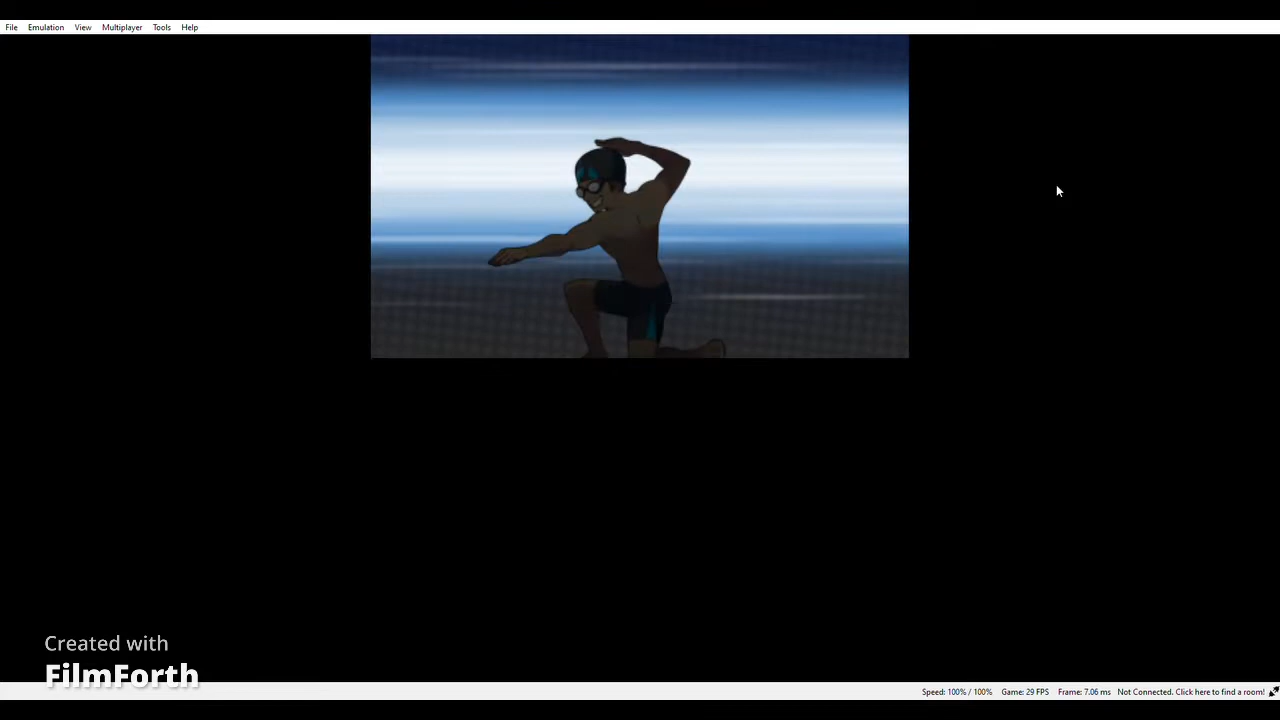 File Emulation View Multiplayer Tools Help
Created with
FilmForth
Speed: 100% / 100% Game: 29 FPS Frame: 7.06 ms Not Connected. Click here to find a room!